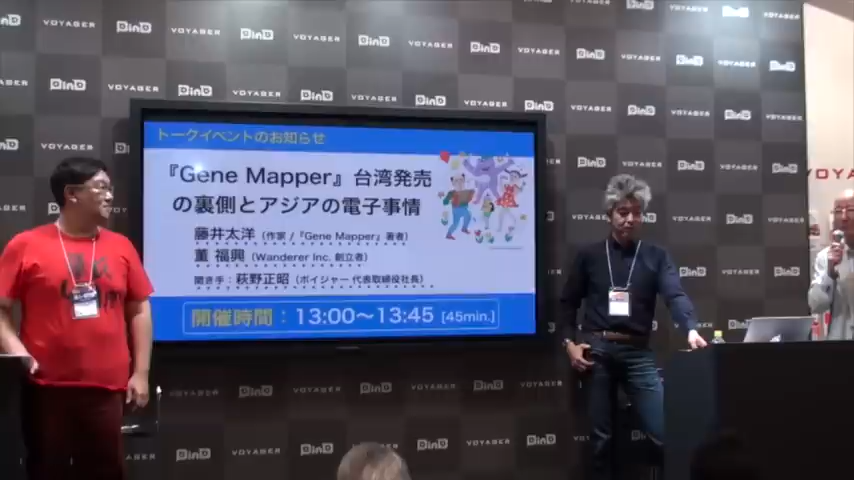 トークイベントのお知らせ
『Gene Mapper』台湾発売
の裏側とアジアの電子事情
藤井太洋（作家 /『Gene Mapper』著者）
董 福興（Wanderer Inc. 創立者）
聞き手：萩野正昭（ボイジャー 代表取締役社長）
開催時間：13:00〜13:45 [45min.]
VOYAGER
BinB